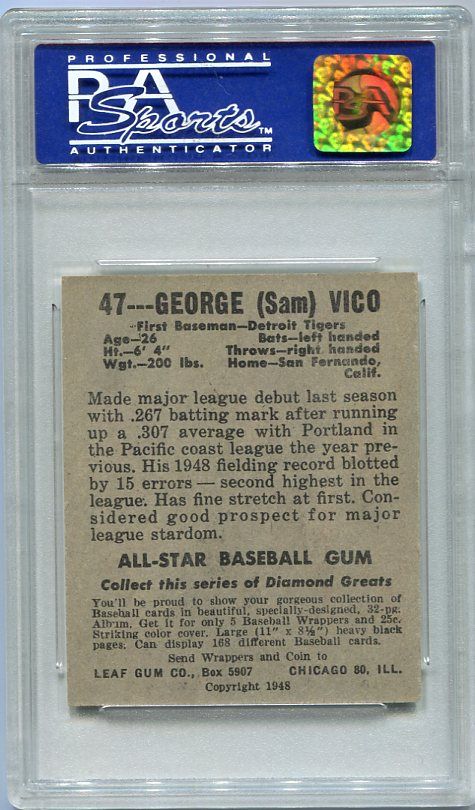 PROFESSIONAL
PSA
Sports™
AUTHENTICATOR
PSA
47---GEORGE (Sam) VICO
First Baseman—Detroit Tigers
Age—26 Bats—left handed
Ht.—6' 4" Throws—right handed
Wgt.—200 lbs. Home—San Fernando,
Calif.
Made major league debut last season
with .267 batting mark after running
up a .307 average with Portland in
the Pacific coast league the year pre-
vious. His 1948 fielding record blotted
by 15 errors — second highest in the
league. Has fine stretch at first. Con-
sidered good prospect for major
league stardom.
ALL-STAR BASEBALL GUM
Collect this series of Diamond Greats
You'll be proud to show your gorgeous collection of
Baseball cards in beautiful, specially-designed, 32-pg.
Album. Get it for only 5 Baseball Wrappers and 25c.
Striking color cover. Large (11" x 8½") heavy black
pages. Can display 168 different Baseball cards.
Send Wrappers and Coin to
LEAF GUM CO., Box 5907 CHICAGO 80, ILL.
Copyright 1948